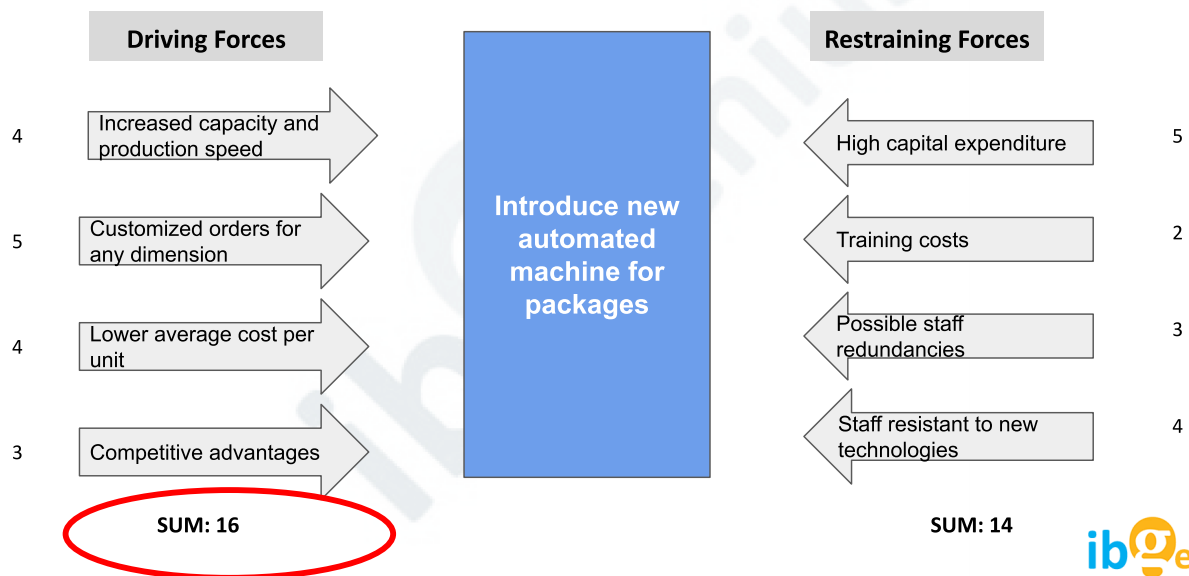 Driving Forces
Restraining Forces
4
Increased capacity and
production speed
5
Customized orders for
any dimension
4
Lower average cost per
unit
3
Competitive advantages
SUM: 16
Introduce new
automated
machine for
packages
High capital expenditure
5
Training costs
2
Possible staff
redundancies
3
Staff resistant to new
technologies
4
SUM: 14
ib g e